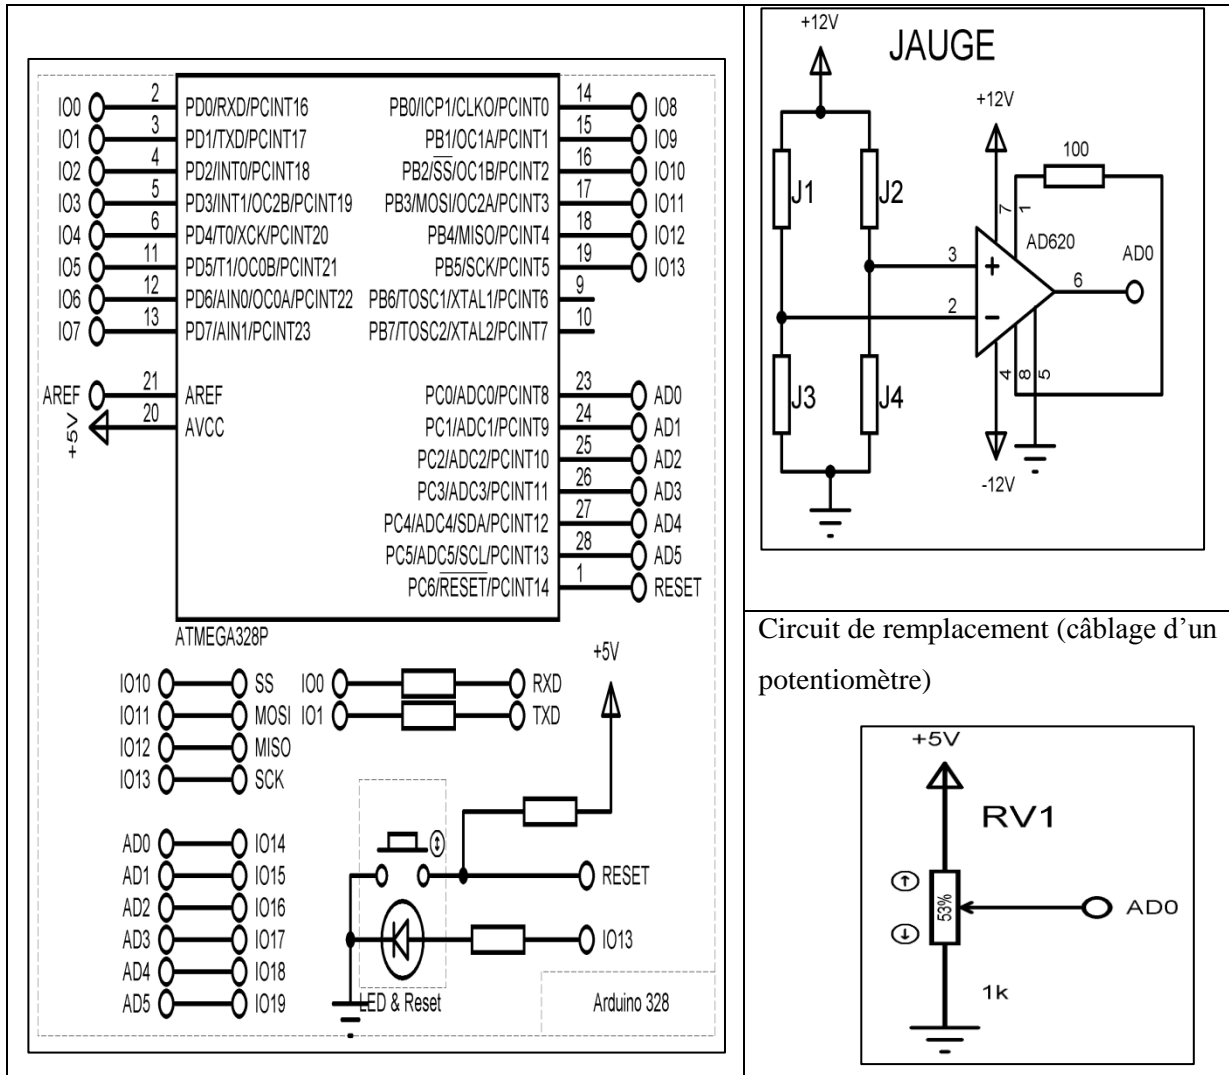 IO0 2 PD0/RXD/PCINT16 PB0/ICP1/CLKO/PCINT0 14 IO8
IO1 3 PD1/TXD/PCINT17 PB1/OC1A/PCINT1 15 IO9
IO2 4 PD2/INT0/PCINT18 PB2/SS/OC1B/PCINT2 16 IO10
IO3 5 PD3/INT1/OC2B/PCINT19 PB3/MOSI/OC2A/PCINT3 17 IO11
IO4 6 PD4/T0/XCK/PCINT20 PB4/MISO/PCINT4 18 IO12
IO5 11 PD5/T1/OC0B/PCINT21 PB5/SCK/PCINT5 19 IO13
IO6 12 PD6/AIN0/OC0A/PCINT22 PB6/TOSC1/XTAL1/PCINT6 9
IO7 13 PD7/AIN1/PCINT23 PB7/TOSC2/XTAL2/PCINT7 10
AREF 21 AREF PC0/ADC0/PCINT8 23 AD0
+5V 20 AVCC PC1/ADC1/PCINT9 24 AD1
PC2/ADC2/PCINT10 25 AD2
PC3/ADC3/PCINT11 26 AD3
PC4/ADC4/SDA/PCINT12 27 AD4
PC5/ADC5/SCL/PCINT13 28 AD5
PC6/RESET/PCINT14 1 RESET
ATMEGA328P
+5V
IO10 SS IO0 RXD
IO11 MOSI IO1 TXD
IO12 MISO
IO13 SCK
AD0 IO14
AD1 IO15 RESET
AD2 IO16
AD3 IO17 IO13
AD4 IO18
AD5 IO19 LED & Reset Arduino 328
+12V
JAUGE
+12V
100
J1 J2
7 1
AD620
3 + AD0
6
2 -
4 8 5
J3 J4
-12V
Circuit de remplacement (câblage d’un
potentiomètre)
+5V
RV1
53%
AD0
1k